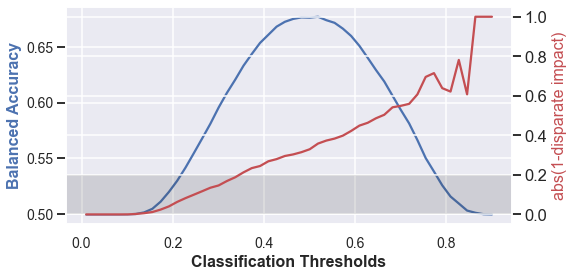 Balanced Accuracy
0.65
0.60
0.55
0.50
1.0
0.8
0.6
0.4
0.2
0.0
abs(1-disparate impact)
0.0 0.2 0.4 0.6 0.8
Classification Thresholds